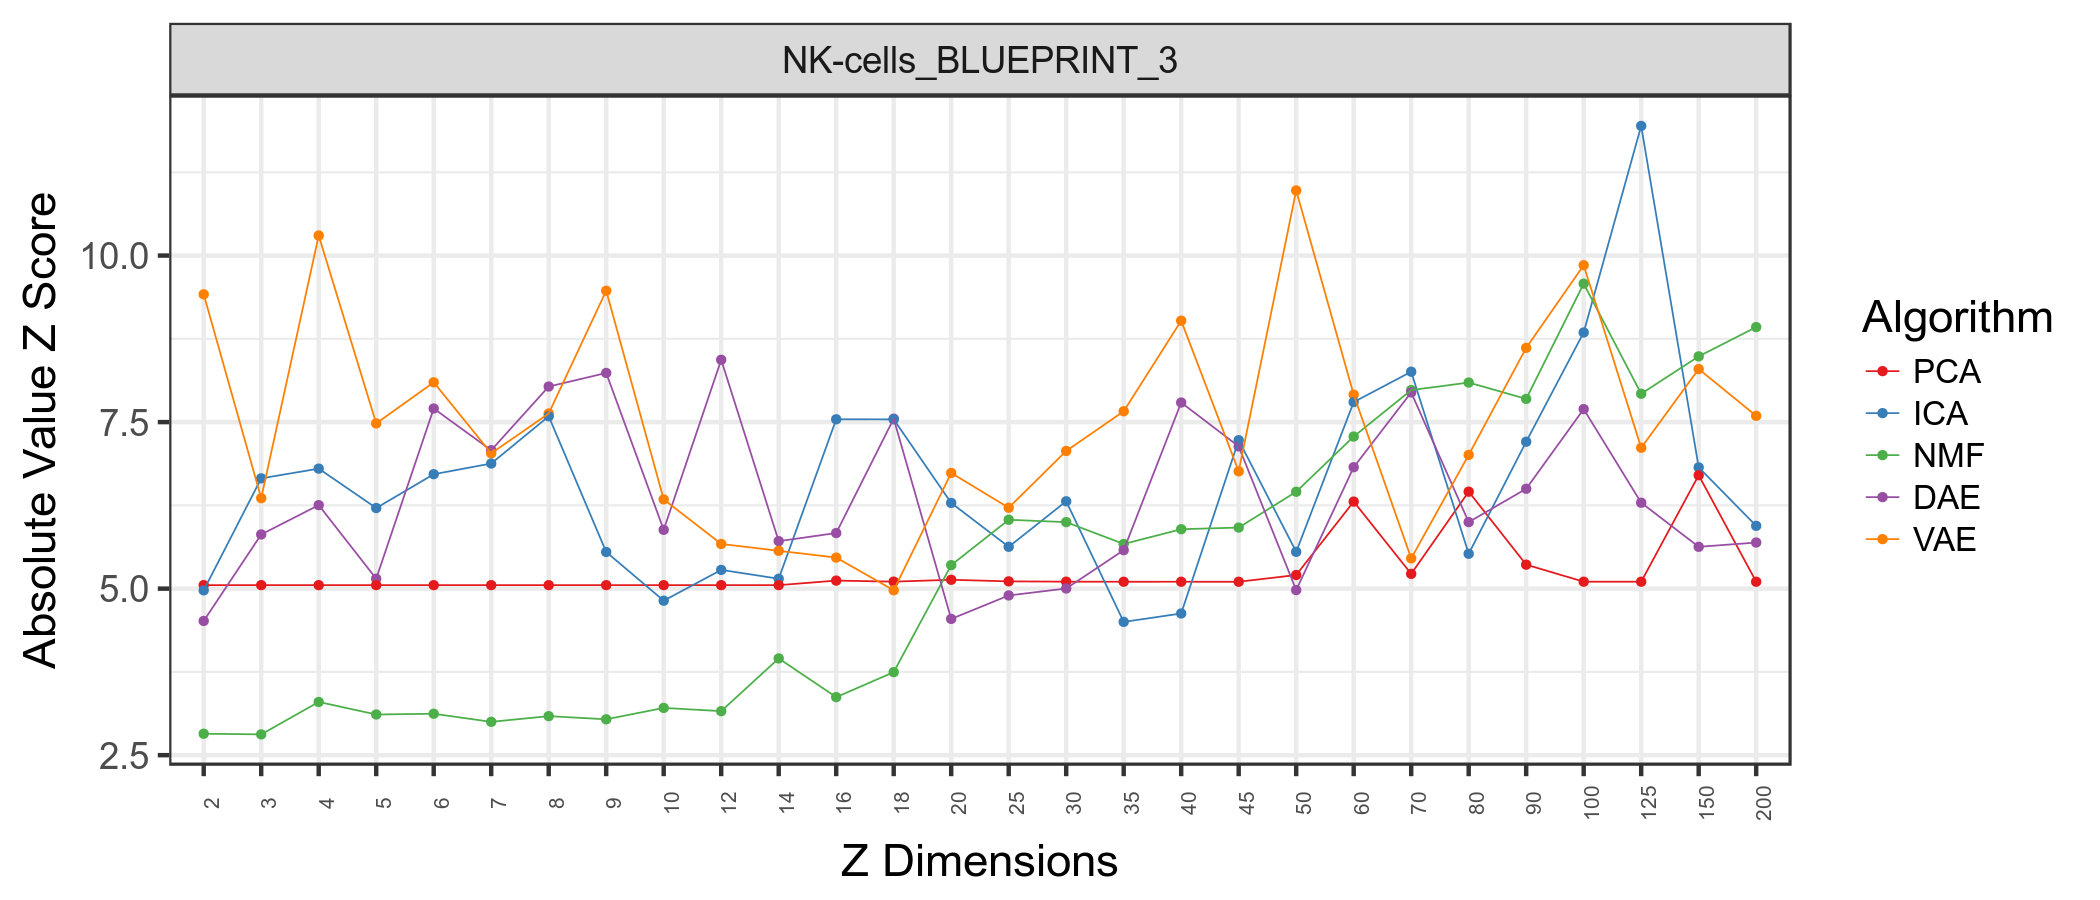 NK-cells_BLUEPRINT_3
Absolute Value Z Score
10.0
7.5
5.0
2.5
2 3 4 5 6 7 8 9 10 12 14 16 18 20 25 30 35 40 45 50 60 70 80 90 100 125 150 200
Z Dimensions
Algorithm
PCA
ICA
NMF
DAE
VAE